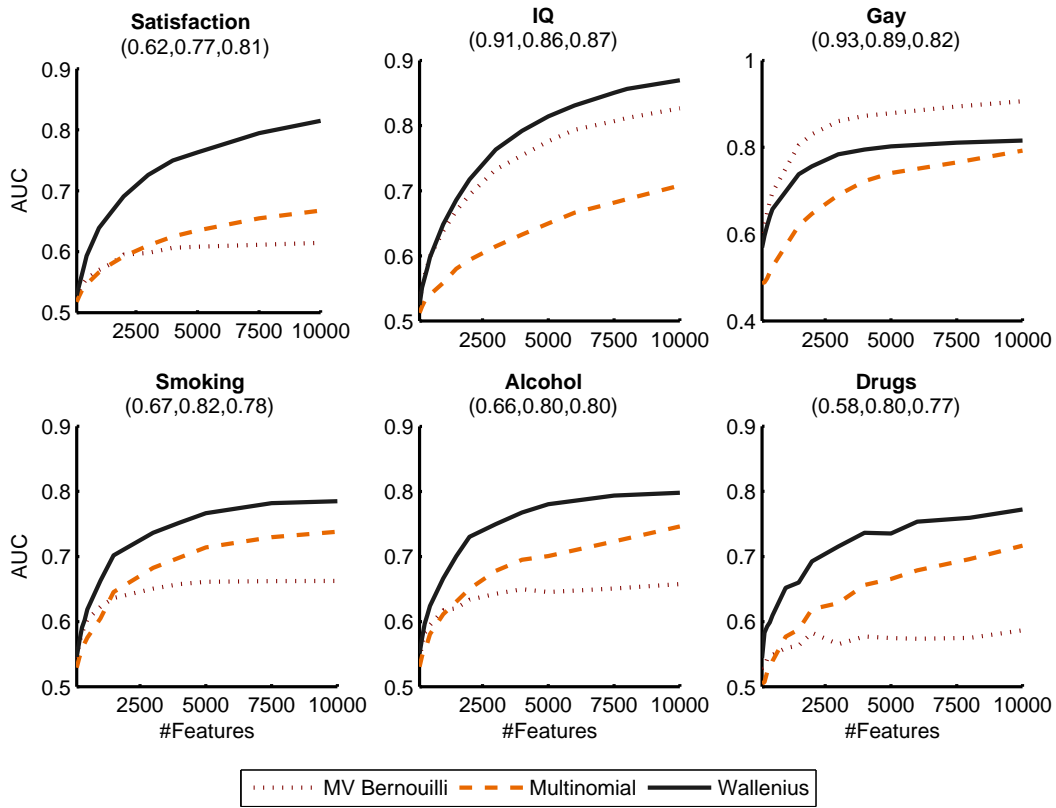 Satisfaction
(0.62,0.77,0.81)
AUC
0.9
0.8
0.7
0.6
0.5
2500 5000 7500 10000
IQ
(0.91,0.86,0.87)
0.9
0.8
0.7
0.6
0.5
2500 5000 7500 10000
Gay
(0.93,0.89,0.82)
1
0.8
0.6
0.4
2500 5000 7500 10000
Smoking
(0.67,0.82,0.78)
AUC
0.9
0.8
0.7
0.6
0.5
2500 5000 7500 10000
#Features
Alcohol
(0.66,0.80,0.80)
0.9
0.8
0.7
0.6
0.5
2500 5000 7500 10000
#Features
Drugs
(0.58,0.80,0.77)
0.9
0.8
0.7
0.6
0.5
2500 5000 7500 10000
#Features
MV Bernouilli Multinomial Wallenius